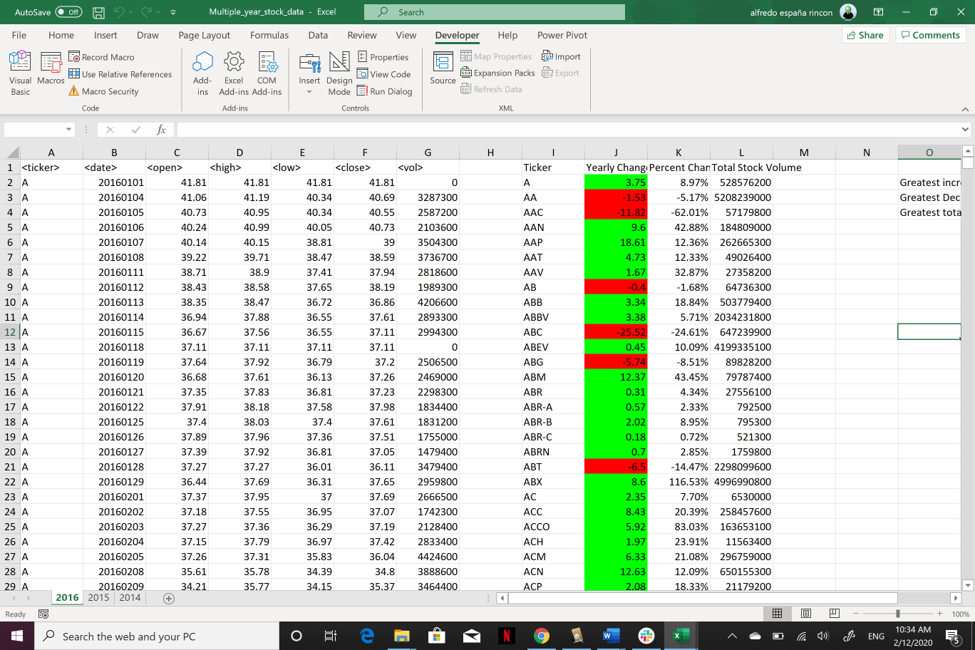 AutoSave Off Multiple_year_stock_data - Excel Search alfredo españa rincon
File Home Insert Draw Page Layout Formulas Data Review View Developer Help Power Pivot Share Comments
Visual Basic
Macros
Record Macro
Use Relative References
Macro Security
Code
Add-ins
Excel Add-ins
COM Add-ins
Add-ins
Insert
Design Mode
Properties
View Code
Run Dialog
Controls
Source
Map Properties
Expansion Packs
Refresh Data
Import
Export
XML
fx
A B C D E F G H I J K L M N O
1 <ticker> <date> <open> <high> <low> <close> <vol> Ticker Yearly Chang Percent Chan Total Stock Volume
2 A 20160101 41.81 41.81 41.81 41.81 0 A 3.75 8.97% 528576200 Greatest incr
3 A 20160104 41.06 41.19 40.34 40.69 3287300 AA -1.53 -5.17% 5208239000 Greatest Dec
4 A 20160105 40.73 40.95 40.34 40.55 2587200 AAC -11.82 -62.01% 57179800 Greatest tota
5 A 20160106 40.24 40.99 40.05 40.73 2103600 AAN 9.6 42.88% 184809000
6 A 20160107 40.14 40.15 38.81 39 3504300 AAP 18.61 12.36% 262665300
7 A 20160108 39.22 39.71 38.47 38.59 3736700 AAT 4.73 12.33% 49026400
8 A 20160111 38.71 38.9 37.41 37.94 2818600 AAV 1.67 32.87% 27358200
9 A 20160112 38.43 38.58 37.65 38.19 1989300 AB -0.4 -1.68% 64736300
10 A 20160113 38.35 38.47 36.72 36.86 4206600 ABB 3.34 18.84% 503779400
11 A 20160114 36.94 37.88 36.55 37.61 2893300 ABBV 3.38 5.71% 2034231800
12 A 20160115 36.67 37.56 36.55 37.11 2994300 ABC -25.52 -24.61% 647239900
13 A 20160118 37.11 37.11 37.11 37.11 0 ABEV 0.45 10.09% 4199335100
14 A 20160119 37.64 37.92 36.79 37.2 2506500 ABG -5.74 -8.51% 89828200
15 A 20160120 36.68 37.61 36.13 37.26 2469000 ABM 12.37 43.45% 79787400
16 A 20160121 37.35 37.83 36.81 37.23 2298300 ABR 0.31 4.34% 27556100
17 A 20160122 37.91 38.18 37.58 37.98 1834400 ABR-A 0.57 2.33% 792500
18 A 20160125 37.4 38.03 37.4 37.61 1831200 ABR-B 2.02 8.95% 795300
19 A 20160126 37.89 37.96 37.36 37.51 1755000 ABR-C 0.18 0.72% 521300
20 A 20160127 37.39 37.92 36.81 37.05 1479400 ABRN 0.7 2.85% 1759800
21 A 20160128 37.27 37.27 36.01 36.11 3479400 ABT -6.5 -14.47% 2298099600
22 A 20160129 36.44 37.69 36.31 37.65 2959800 ABX 8.6 116.53% 4996990800
23 A 20160201 37.37 37.95 37 37.69 2666500 AC 2.35 7.70% 6530000
24 A 20160202 37.18 37.55 36.95 37.07 1742300 ACC 8.43 20.39% 258457600
25 A 20160203 37.27 37.36 36.29 37.19 2128400 ACCO 5.92 83.03% 163653100
26 A 20160204 37.15 37.79 36.97 37.42 2833400 ACH 1.97 23.91% 11563400
27 A 20160205 37.26 37.31 35.83 36.04 4424600 ACM 6.33 21.08% 296759000
28 A 20160208 35.61 35.78 34.39 34.8 3888600 ACN 12.63 12.09% 650155300
29 A 20160209 34.21 35.77 34.15 35.37 3464400 ACP 2.08 18.33% 21179200
2016 2015 2014
Ready 100%
Search the web and your PC ENG 10:34 AM
2/12/2020 5